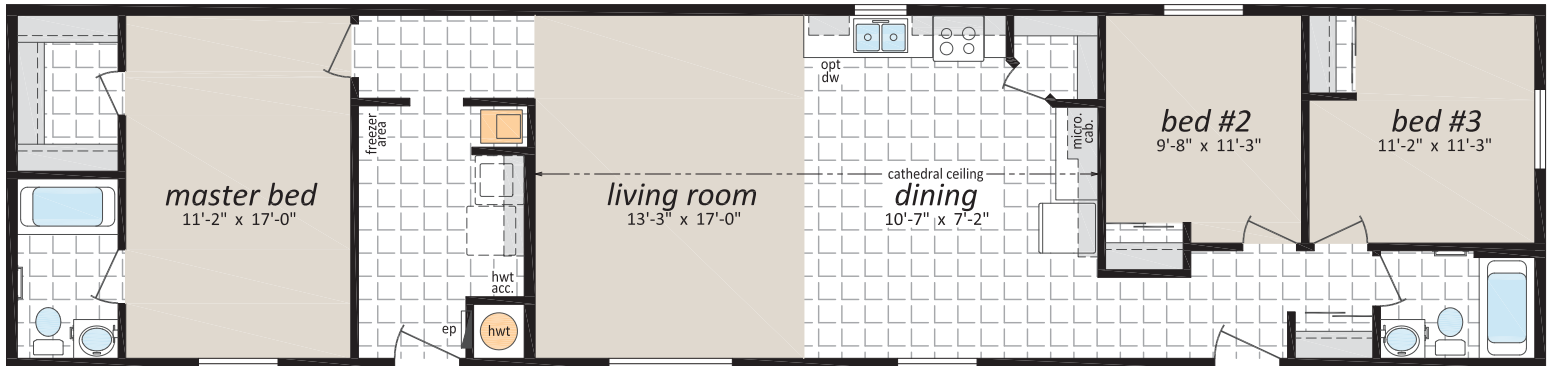 master bed
11'-2" x 17'-0"
freezer
area
hwt
acc.
ep
hwt
living room
13'-3" x 17'-0"
opt
dw
cathedral ceiling
dining
10'-7" x 7'-2"
micro.
cab.
bed #2
9'-8" x 11'-3"
bed #3
11'-2" x 11'-3"